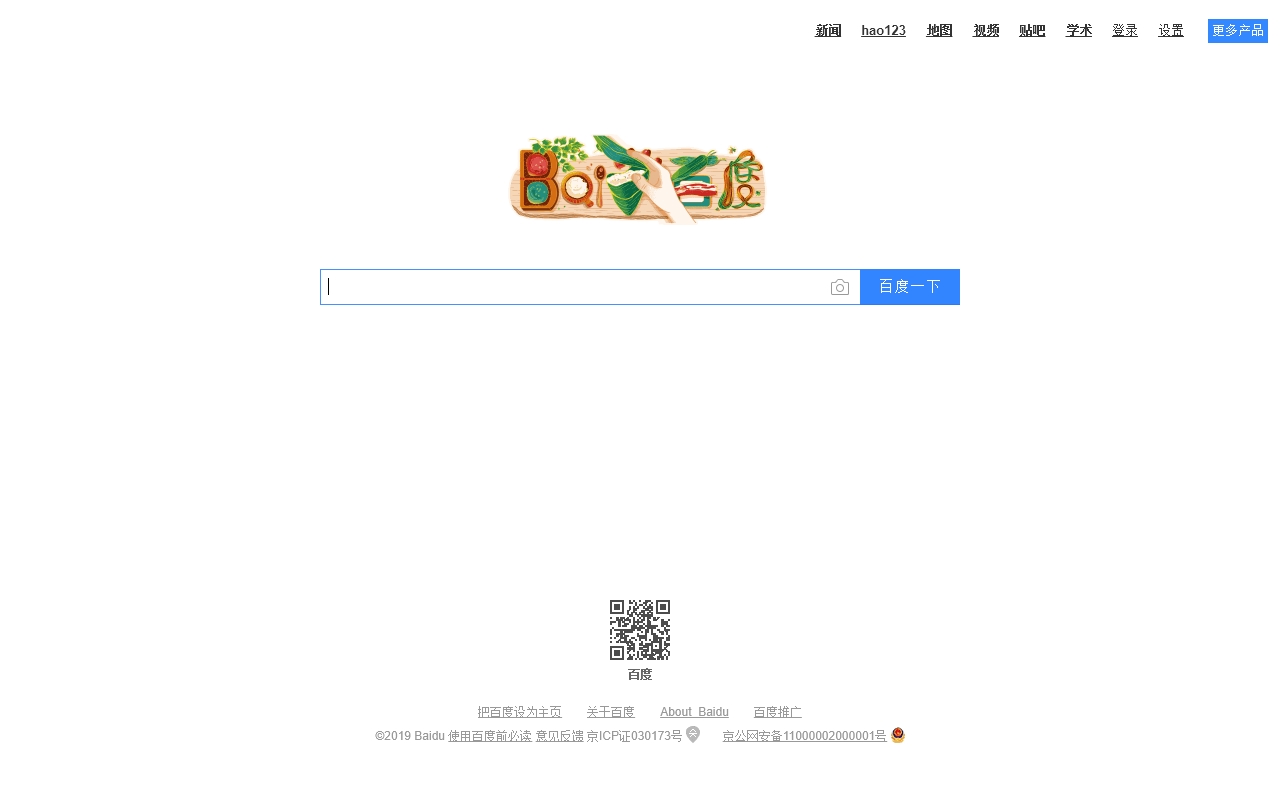 新闻 hao123 地图 视频 贴吧 学术 登录 设置 更多产品
Bai 百度
百度一下
百度
把百度设为主页 关于百度 About Baidu 百度推广
©2019 Baidu 使用百度前必读 意见反馈 京ICP证030173号 京公网安备11000002000001号